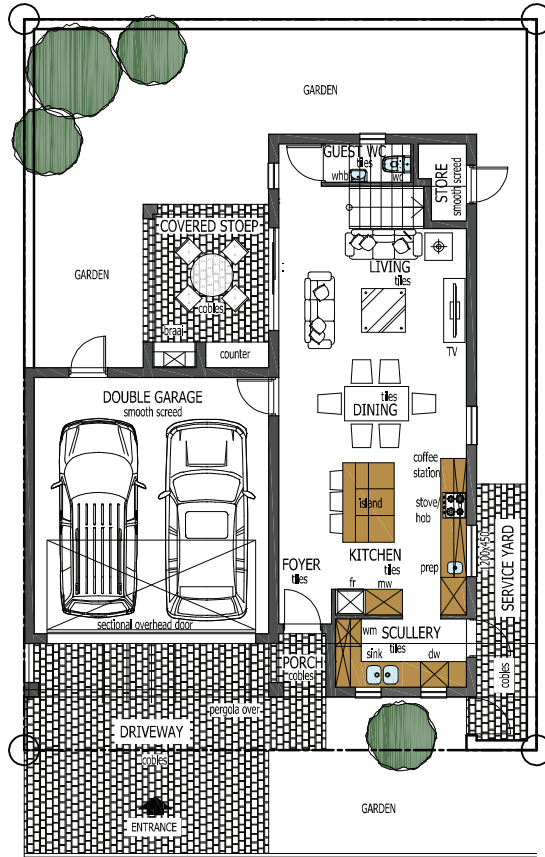 GARDEN
GUEST WC
tiles
whb
wc
STORE
smooth screed
COVERED STOEP
cobles
braai
counter
GARDEN
LIVING
tiles
TV
DOUBLE GARAGE
smooth screed
tiles
DINING
coffee
station
stove/
hob
island
KITCHEN
tiles
prep
1200x450
SERVICE YARD
cobles
FOYER
tiles
fr
mw
sectional overhead door
wm
SCULLERY
tiles
sink
dw
PORCH
cobles
pergola over
DRIVEWAY
cobles
ENTRANCE
GARDEN